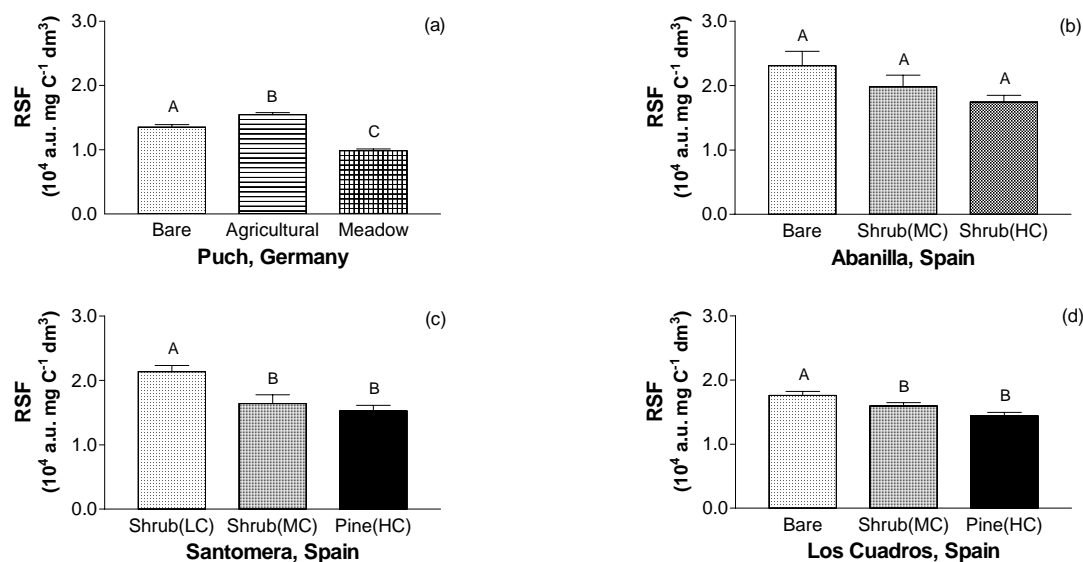 (a)
RSF
(10⁴ a.u. mg C⁻¹ dm³)
3.0
2.0
1.0
0.0
A
B
C
Bare Agricultural Meadow
Puch, Germany
(b)
RSF
(10⁴ a.u. mg C⁻¹ dm³)
3.0
2.0
1.0
0.0
A
A
A
Bare Shrub(MC) Shrub(HC)
Abanilla, Spain
(c)
RSF
(10⁴ a.u. mg C⁻¹ dm³)
3.0
2.0
1.0
0.0
A
B
B
Shrub(LC) Shrub(MC) Pine(HC)
Santomera, Spain
(d)
RSF
(10⁴ a.u. mg C⁻¹ dm³)
3.0
2.0
1.0
0.0
A
B
B
Bare Shrub(MC) Pine(HC)
Los Cuadros, Spain